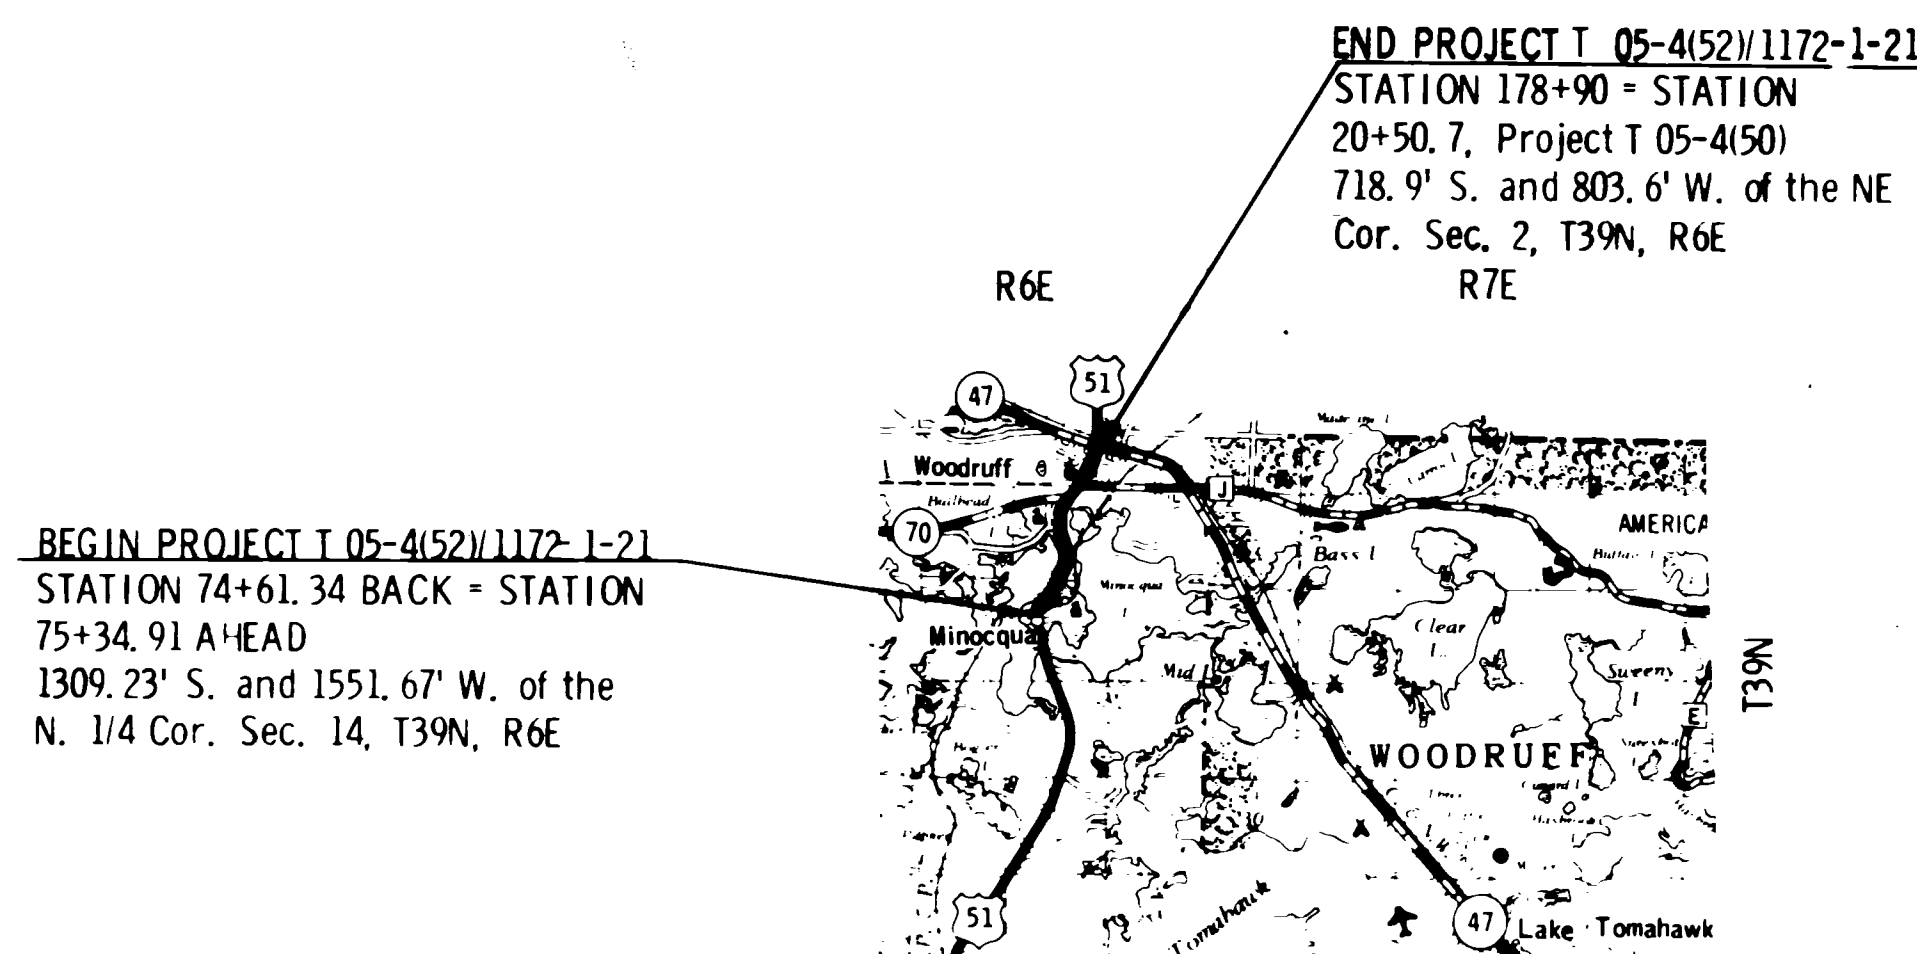 END PROJECT T 05-4(52)/1172-1-21
STATION 178+90 = STATION
20+50.7, Project T 05-4(50)
718.9' S. and 803.6' W. of the NE
Cor. Sec. 2, T39N, R6E
R6E
R7E
51
47
Woodruff
J
70
AMERICA
Bass L
BEGIN PROJECT T 05-4(52)/1172-1-21
STATION 74+61.34 BACK = STATION
75+34.91 AHEAD
1309.23' S. and 1551.67' W. of the
N. 1/4 Cor. Sec. 14, T39N, R6E
Minocqua
Clear
L
Mid L
Sweeny
T39N
E
WOODRUFF
30
51
Tomahawk
47
Lake Tomahawk